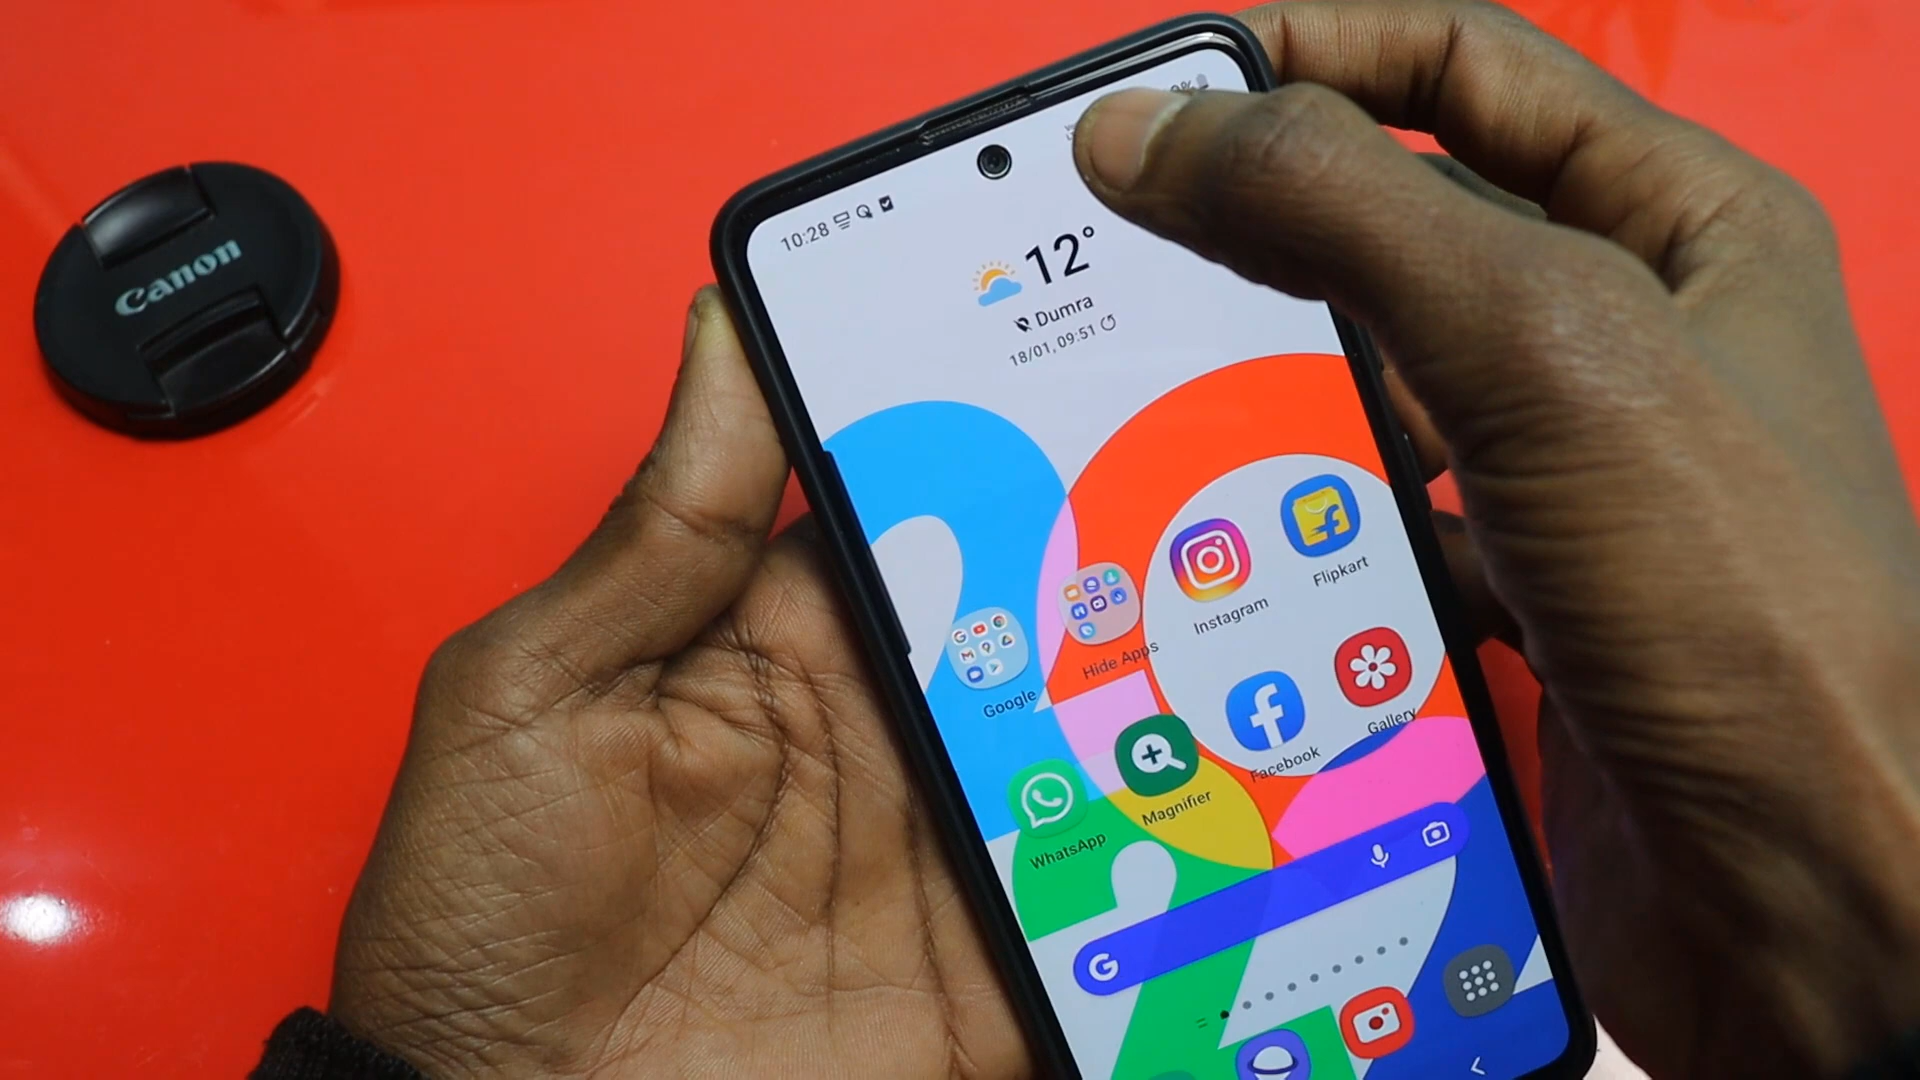 Canon
10:28
12°
Dumra
18/01, 09:51
Google
Hide Apps
Instagram
Flipkart
WhatsApp
Magnifier
Facebook
Gallery
G